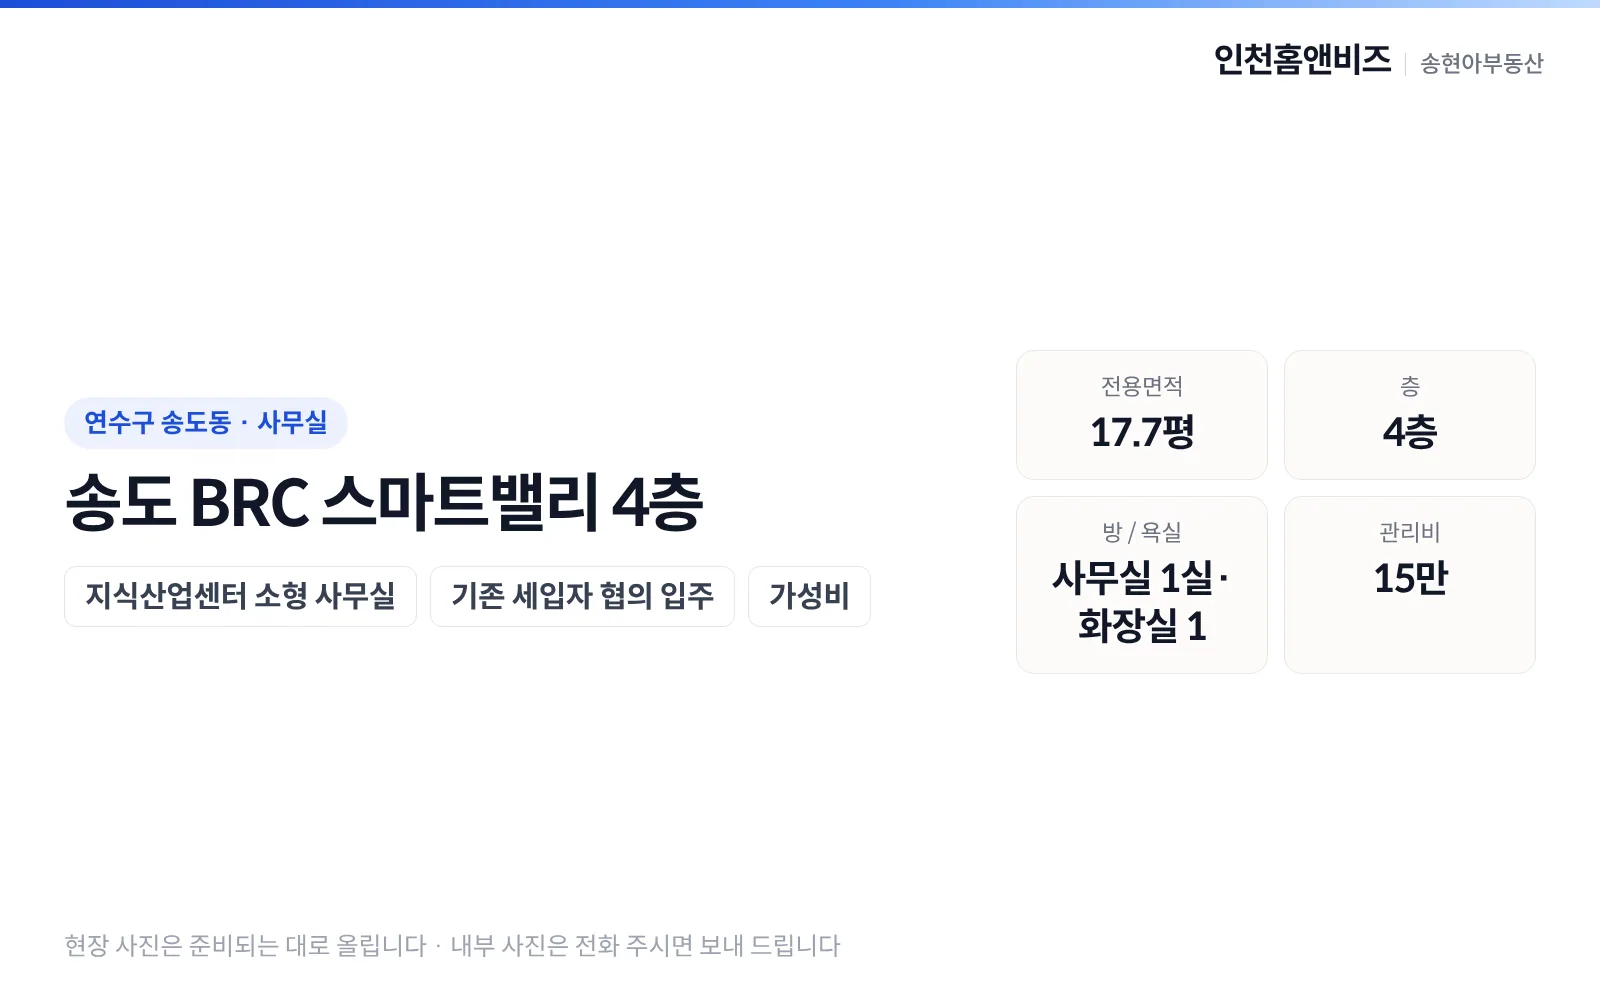 인천홈앤비즈 | 송현아부동산
연수구 송도동 · 사무실
송도 BRC 스마트밸리 4층
지식산업센터 소형 사무실
기존 세입자 협의 입주
가성비
전용면적
17.7평
층
4층
방 / 욕실
사무실 1실 ·
화장실 1
관리비
15만
현장 사진은 준비되는 대로 올립니다 · 내부 사진은 전화 주시면 보내 드립니다